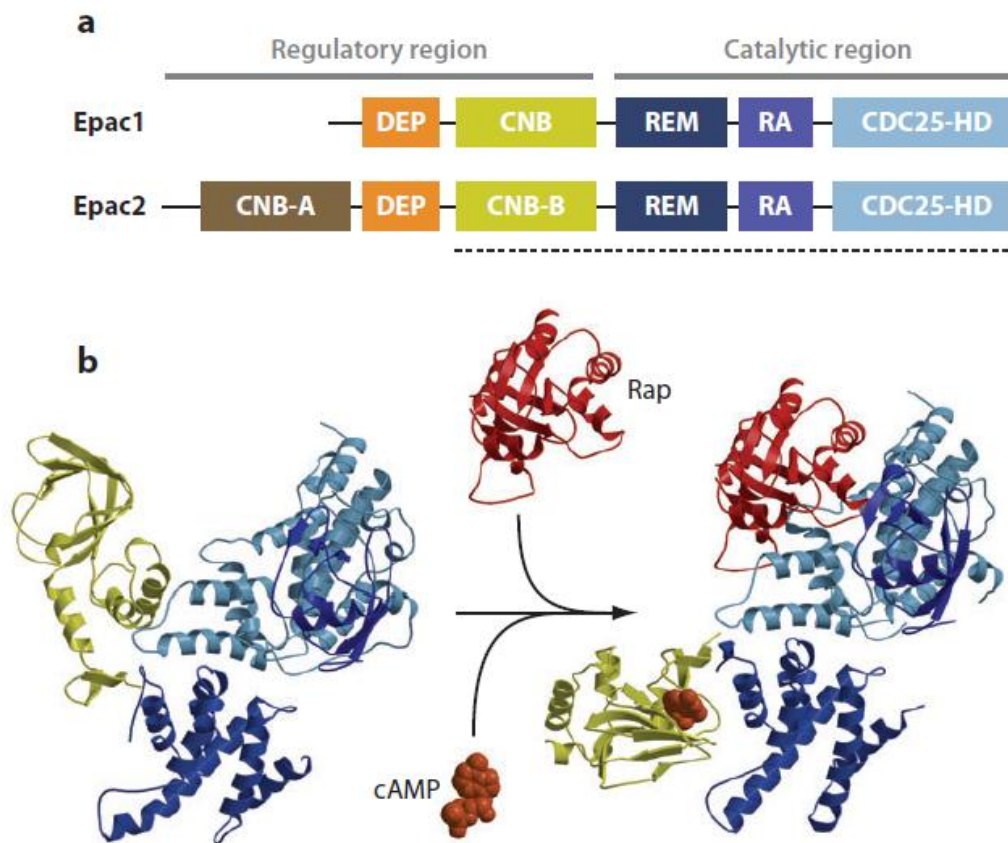 a
Regulatory region Catalytic region
Epac1 DEP CNB REM RA CDC25-HD
Epac2 CNB-A DEP CNB-B REM RA CDC25-HD
b
Rap
cAMP